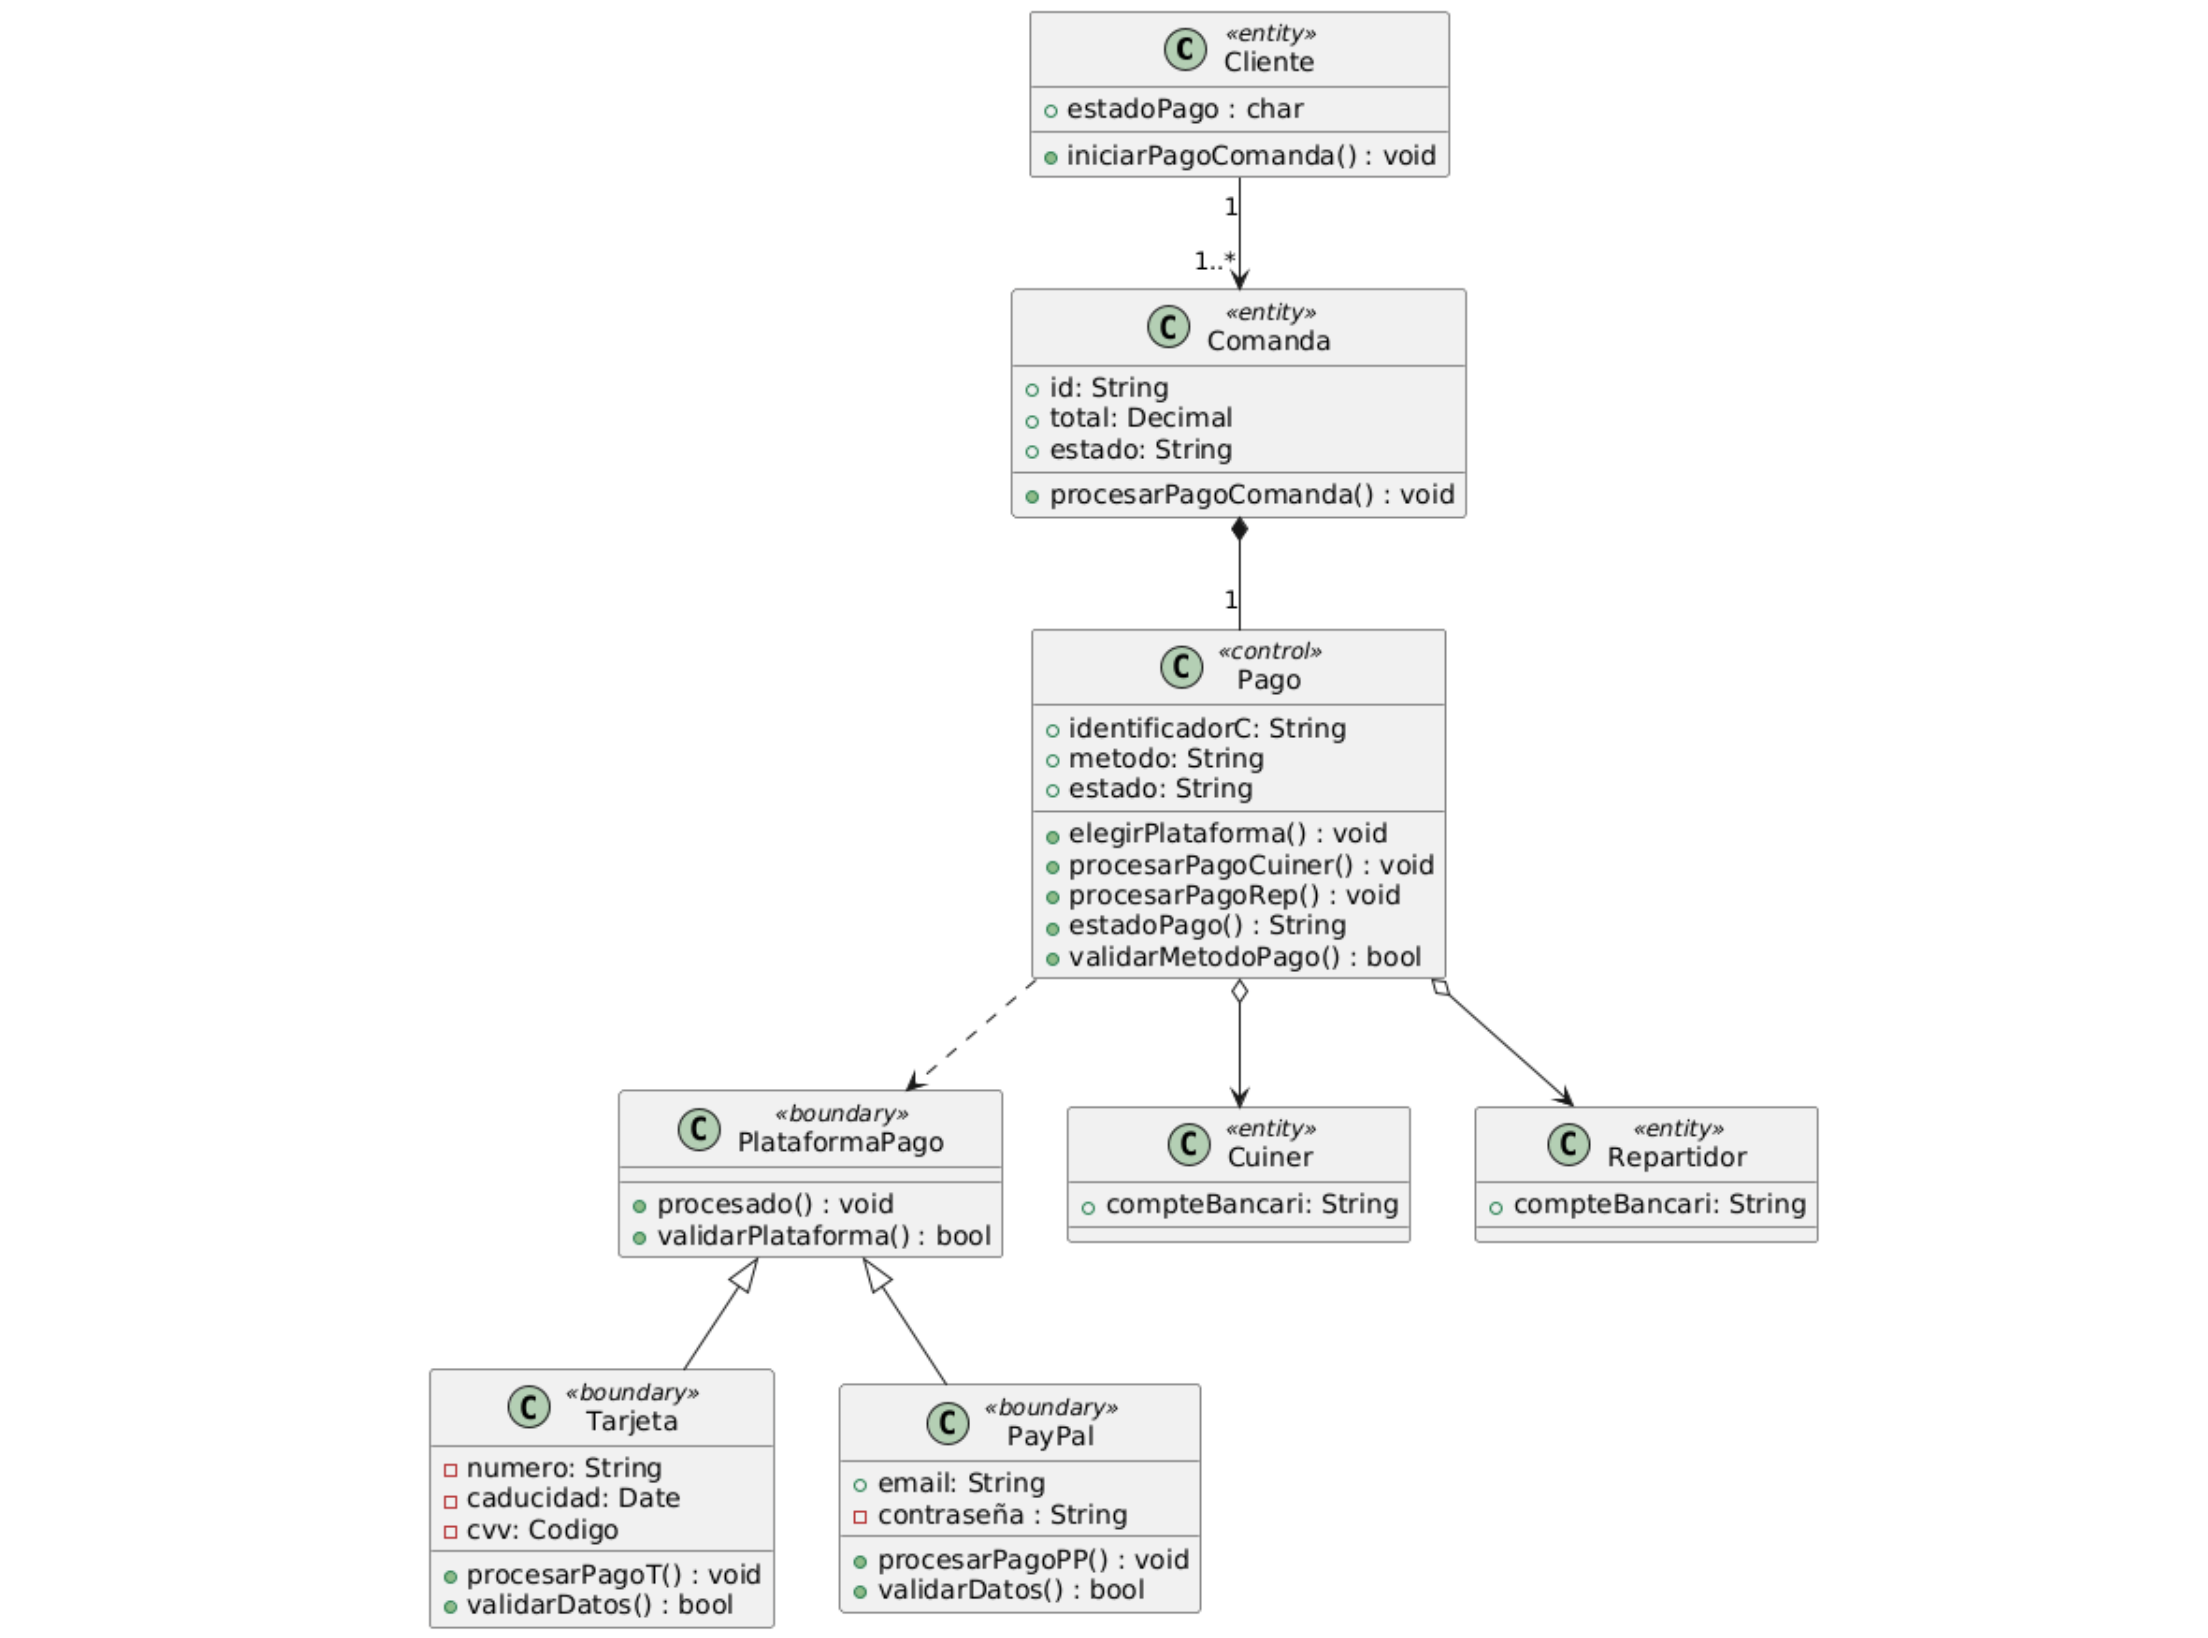 C
«entity»
Cliente
estadoPago : char
iniciarPagoComanda() : void
1
1..*
C
«entity»
Comanda
id: String
total: Decimal
estado: String
procesarPagoComanda() : void
1
C
«control»
Pago
identificadorC: String
metodo: String
estado: String
elegirPlataforma() : void
procesarPagoCuiner() : void
procesarPagoRep() : void
estadoPago() : String
validarMetodoPago() : bool
C
«boundary»
PlataformaPago
procesado() : void
validarPlataforma() : bool
C
«entity»
Cuiner
compteBancari: String
C
«entity»
Repartidor
compteBancari: String
C
«boundary»
Tarjeta
numero: String
caducidad: Date
cvv: Codigo
procesarPagoT() : void
validarDatos() : bool
C
«boundary»
PayPal
email: String
contraseña : String
procesarPagoPP() : void
validarDatos() : bool